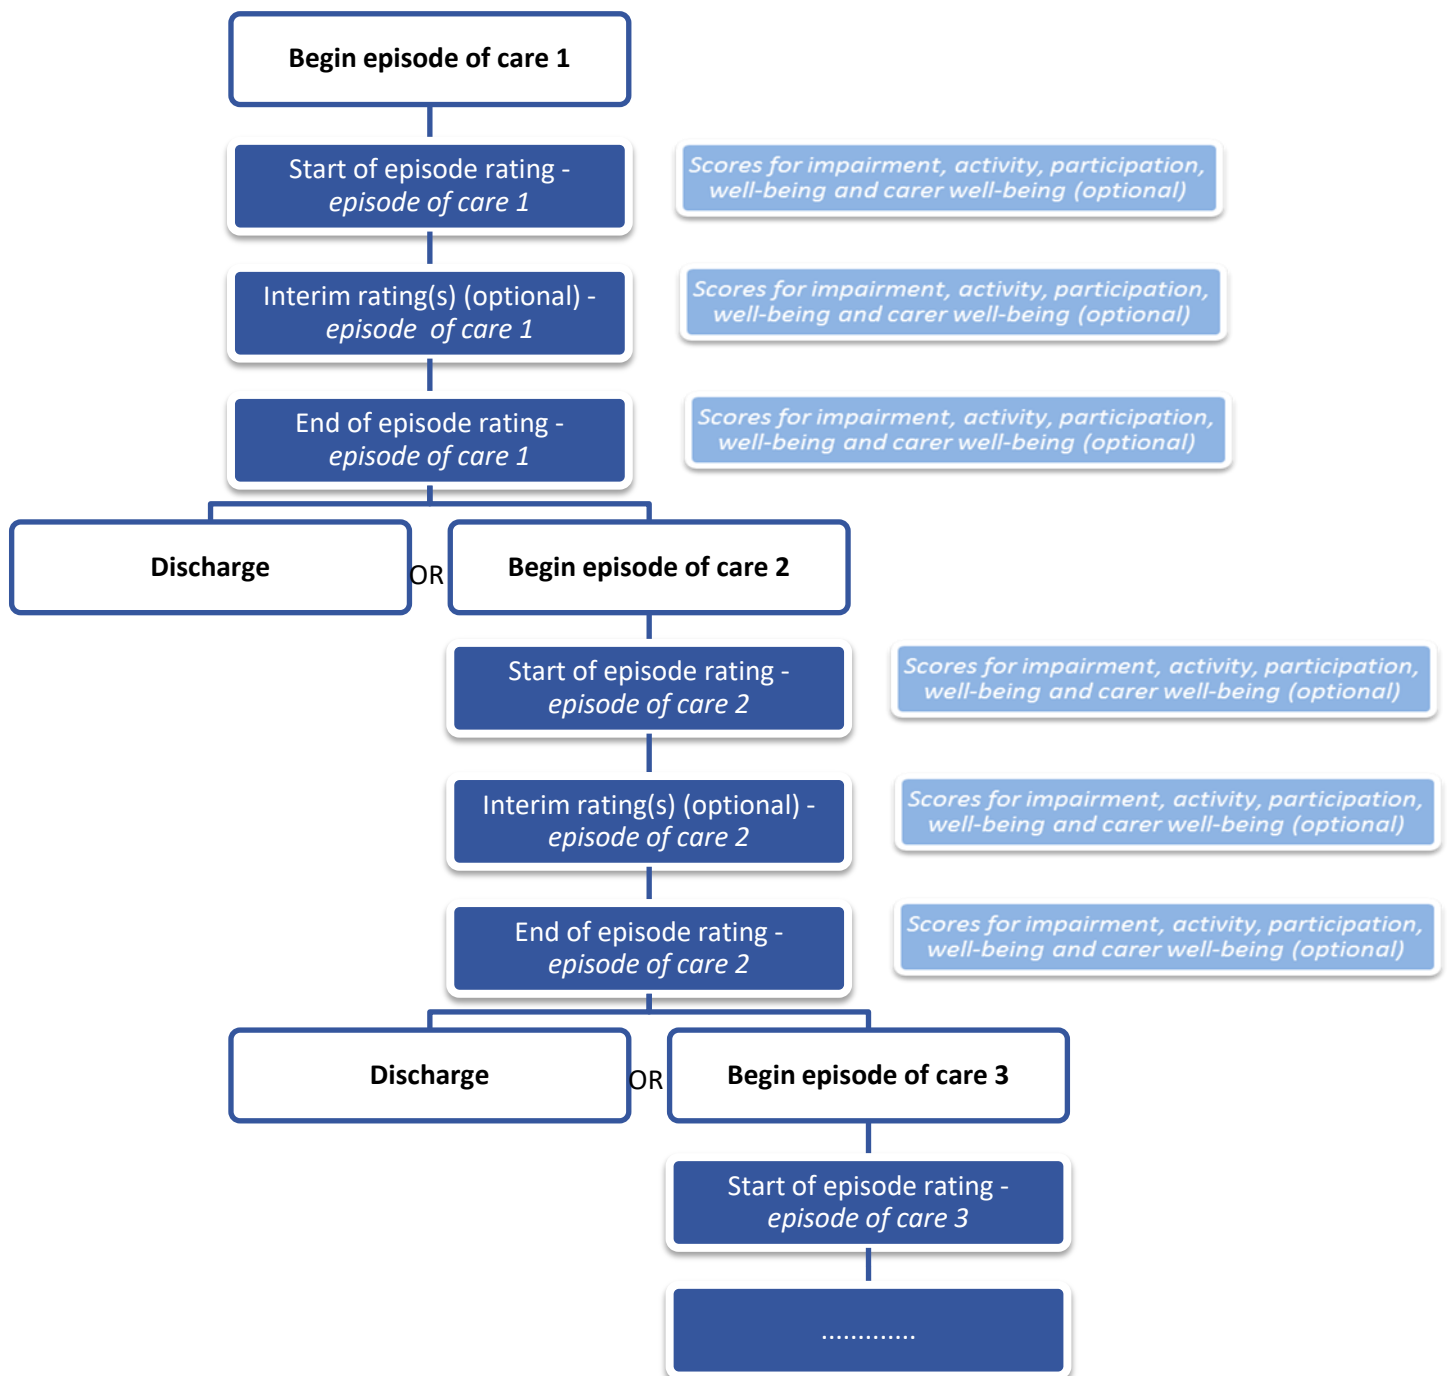 Begin episode of care 1
Start of episode rating -
episode of care 1
Scores for impairment, activity, participation,
well-being and carer well-being (optional)
Interim rating(s) (optional) -
episode of care 1
Scores for impairment, activity, participation,
well-being and carer well-being (optional)
End of episode rating -
episode of care 1
Scores for impairment, activity, participation,
well-being and carer well-being (optional)
Discharge
OR
Begin episode of care 2
Start of episode rating -
episode of care 2
Scores for impairment, activity, participation,
well-being and carer well-being (optional)
Interim rating(s) (optional) -
episode of care 2
Scores for impairment, activity, participation,
well-being and carer well-being (optional)
End of episode rating -
episode of care 2
Scores for impairment, activity, participation,
well-being and carer well-being (optional)
Discharge
OR
Begin episode of care 3
Start of episode rating -
episode of care 3
.............